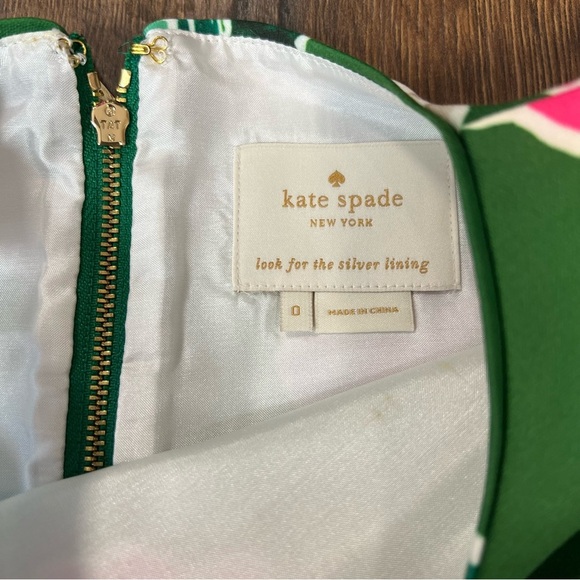 kate spade
NEW YORK
look for the silver lining
0
MADE IN CHINA